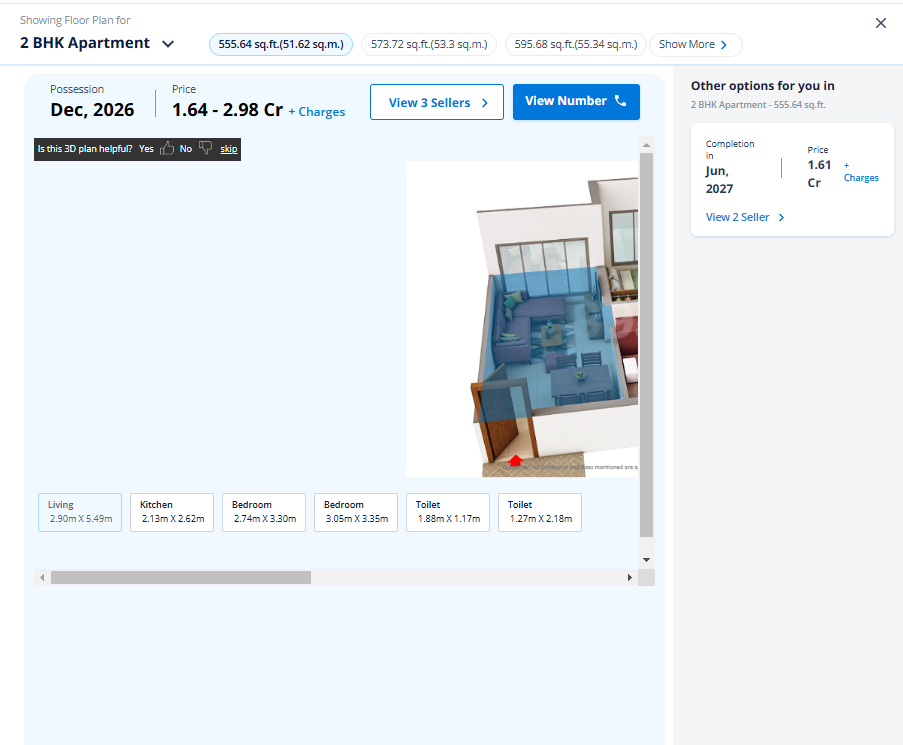 Showing Floor Plan for
2 BHK Apartment
555.64 sq.ft.(51.62 sq.m.)
573.72 sq.ft.(53.3 sq.m.)
595.68 sq.ft.(55.34 sq.m.)
Show More
Possession
Dec, 2026
Price
1.64 - 2.98 Cr + Charges
View 3 Sellers
View Number
Is this 3D plan helpful? Yes No skip
mentioned are a
Living
2.90m X 5.49m
Kitchen
2.13m X 2.62m
Bedroom
2.74m X 3.30m
Bedroom
3.05m X 3.35m
Toilet
1.88m X 1.17m
Toilet
1.27m X 2.18m
Other options for you in
2 BHK Apartment - 555.64 sq.ft.
Completion
in
Jun,
2027
Price
1.61
Cr
+
Charges
View 2 Seller